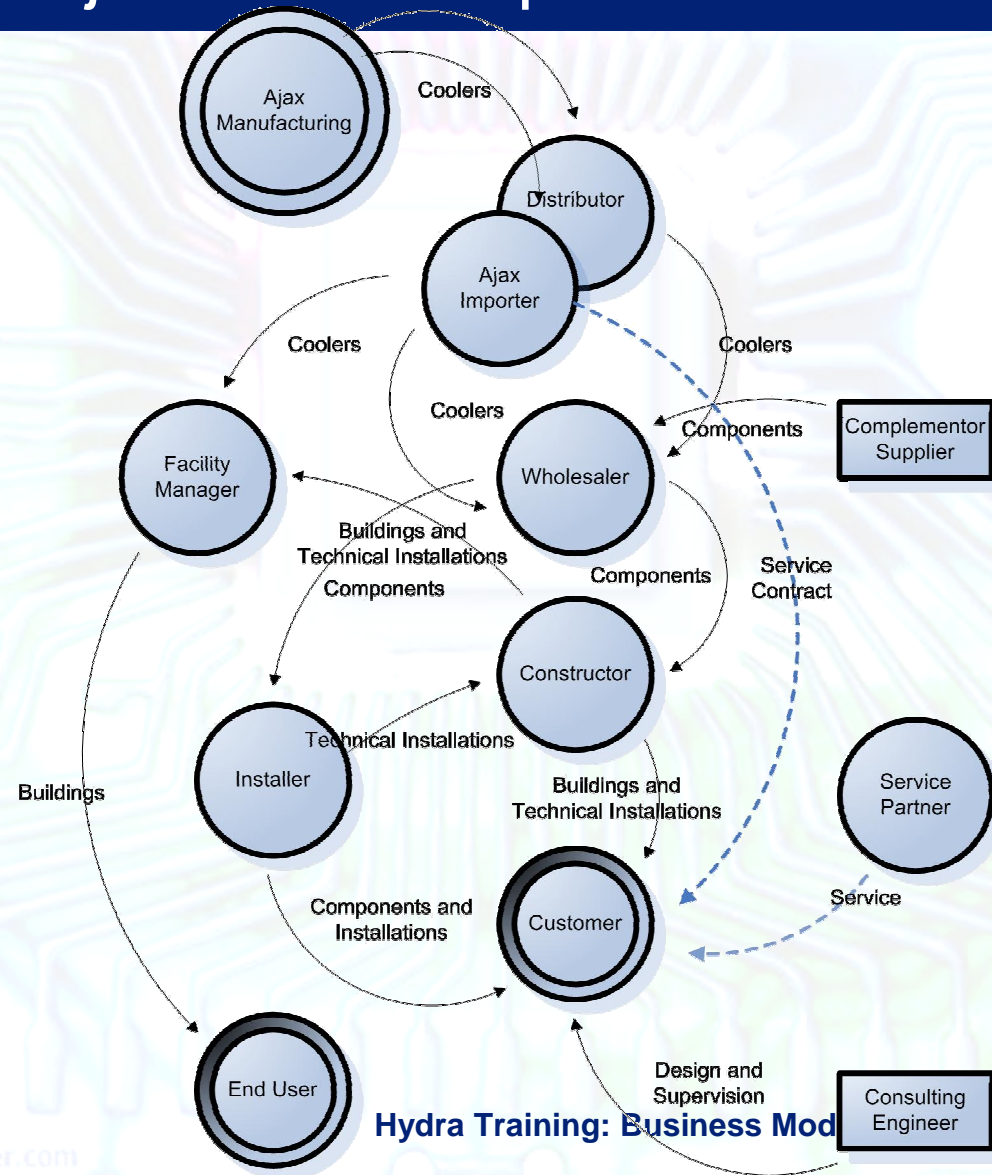 Ajax
Manufacturing
Coolers
Distributor
Ajax
Importer
Coolers
Coolers
Coolers
Components
Complementor
Supplier
Facility
Manager
Wholesaler
Buildings and
Technical Installations
Components
Components
Service
Contract
Constructor
Technical Installations
Installer
Buildings
Buildings and
Technical Installations
Service
Partner
Service
Components and
Installations
Customer
Design and
Supervision
End User
Consulting
Engineer
Hydra Training: Business Mod
er.com